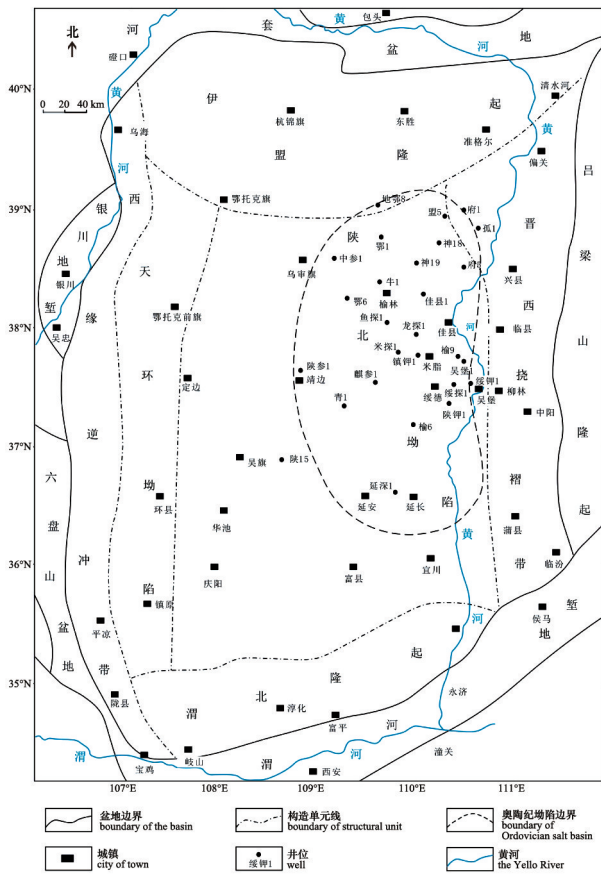 北
0 20 40 km
40°N
39°N
38°N
37°N
36°N
35°N
107°E
108°E
109°E
110°E
111°E
河套盆地
黄河
包头
磴口
黄河
伊盟隆起
杭锦旗
东胜
准格尔
清水河
黄
偏关
乌海
鄂托克旗
银川地堑
银川
吴忠
西缘逆冲带
天环坳陷
鄂托克前旗
定边
乌审旗
中参1
地鄂8
鄂1
盟5
府1
孤1
神18
神19
府5
陕北坳陷
牛1
榆林
鄂6
鱼探1
佳县1
佳县
河
龙探1
米探1
镇钾1
米脂
榆9
吴堡1
麒参1
绥德
绥探1
绥钾1
吴堡
陕钾1
陕参1
靖边
青1
榆6
延深1
延安
延长
陕15
吴旗
环县
华池
庆阳
镇原
富县
宜川
黄
河
晋西挠褶带
吕梁山隆起
兴县
临县
柳林
中阳
蒲县
临汾
侯马
地堑
六盘山盆地
平凉
陇县
渭北隆起
淳化
富平
永济
潼关
渭
渭
河
河
宝鸡
岐山
西安
盆地边界
boundary of the basin
构造单元线
boundary of structural unit
奥陶纪坳陷边界
boundary of
Ordovician salt basin
城镇
city of town
绥钾1
井位
well
黄河
the Yello River